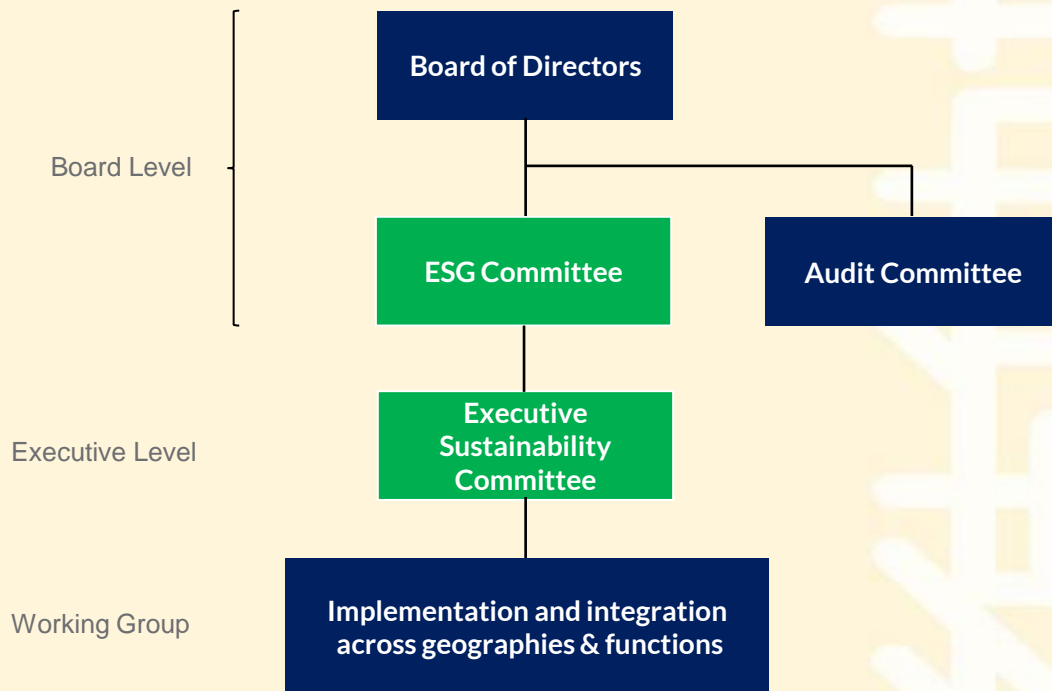 Board of Directors
Board Level
ESG Committee
Audit Committee
Executive
Sustainability
Committee
Executive Level
Implementation and integration
across geographies & functions
Working Group